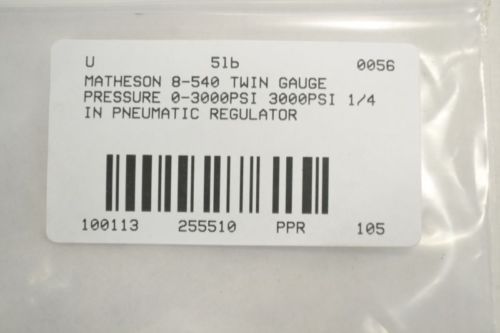 U 5lb 0056
MATHESON 8-540 TWIN GAUGE
PRESSURE 0-3000PSI 3000PSI 1/4
IN PNEUMATIC REGULATOR
100113 255510 PPR 105